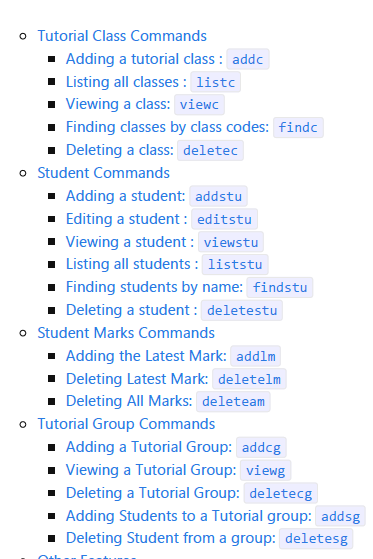 Tutorial Class Commands
Adding a tutorial class : addc
Listing all classes : listc
Viewing a class: viewc
Finding classes by class codes: findc
Deleting a class: deletec
Student Commands
Adding a student: addstu
Editing a student : editstu
Viewing a student : viewstu
Listing all students : liststu
Finding students by name: findstu
Deleting a student : deletestu
Student Marks Commands
Adding the Latest Mark: addlm
Deleting Latest Mark: deletelm
Deleting All Marks: deleteam
Tutorial Group Commands
Adding a Tutorial Group: addcg
Viewing a Tutorial Group: viewg
Deleting a Tutorial Group: deletecg
Adding Students to a Tutorial group: addsg
Deleting Student from a group: deletesg
Other Features